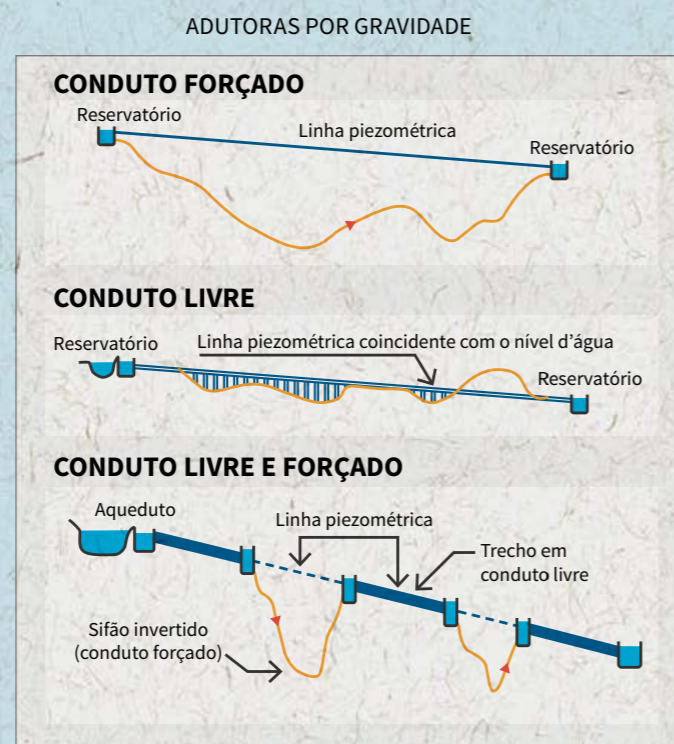 ADUTORAS POR GRAVIDADE
CONDUTO FORÇADO
Reservatório
Linha piezométrica
Reservatório
CONDUTO LIVRE
Reservatório
Linha piezométrica coincidente com o nível d’água
Reservatório
CONDUTO LIVRE E FORÇADO
Aqueduto
Linha piezométrica
Trecho em
conduto livre
Sifão invertido
(conduto forçado)